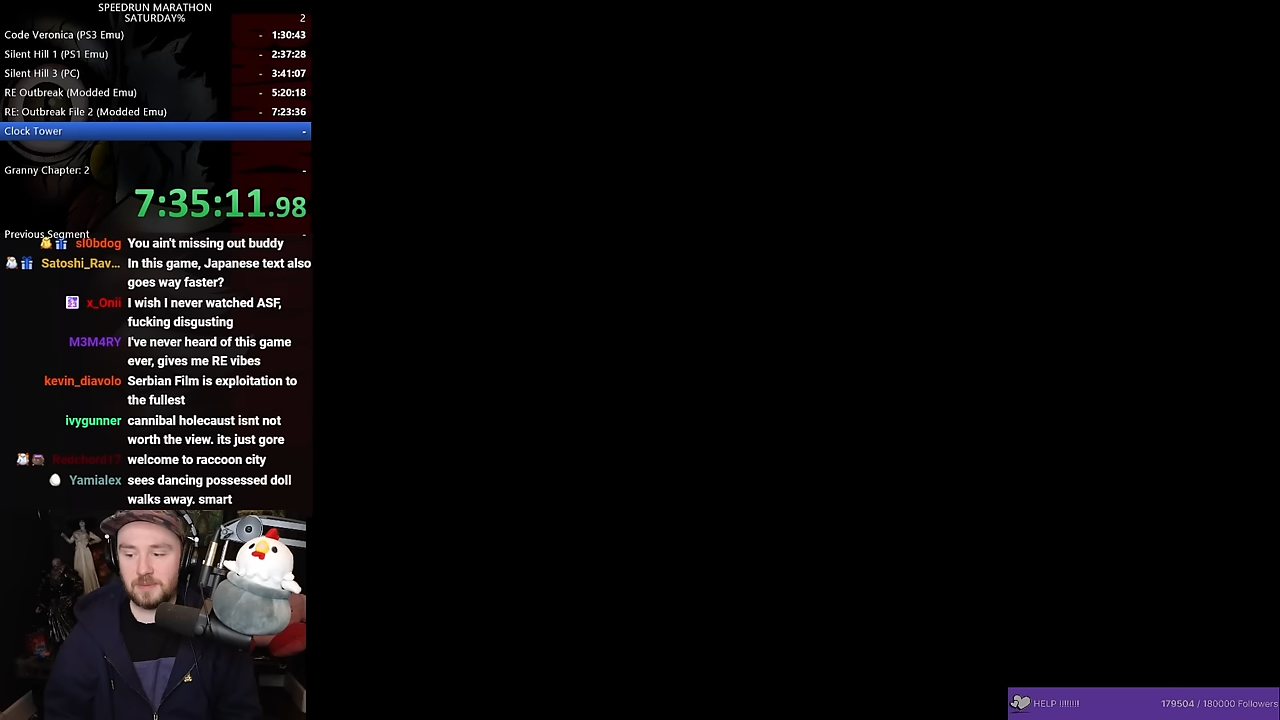 SPEEDRUN MARATHON
SATURDAY% 2
Code Veronica (PS3 Emu) - 1:30:43
Silent Hill 1 (PS1 Emu) - 2:37:28
Silent Hill 3 (PC) - 3:41:07
RE Outbreak (Modded Emu) - 5:20:18
RE: Outbreak File 2 (Modded Emu) - 7:23:36
Clock Tower -
Granny Chapter: 2 -
7:35:11.98
Previous Segment -
sl0bdog You ain't missing out buddy
Satoshi_Rav... In this game, Japanese text also
goes way faster?
x_Onii I wish I never watched ASF,
fucking disgusting
M3M4RY I've never heard of this game
ever, gives me RE vibes
kevin_diavolo Serbian Film is exploitation to
the fullest
ivygunner cannibal holecaust isnt not
worth the view. its just gore
Redchord17 welcome to raccoon city
Yamialex sees dancing possessed doll
walks away. smart
HELP !!!!!!! 179504 / 180000 Followers